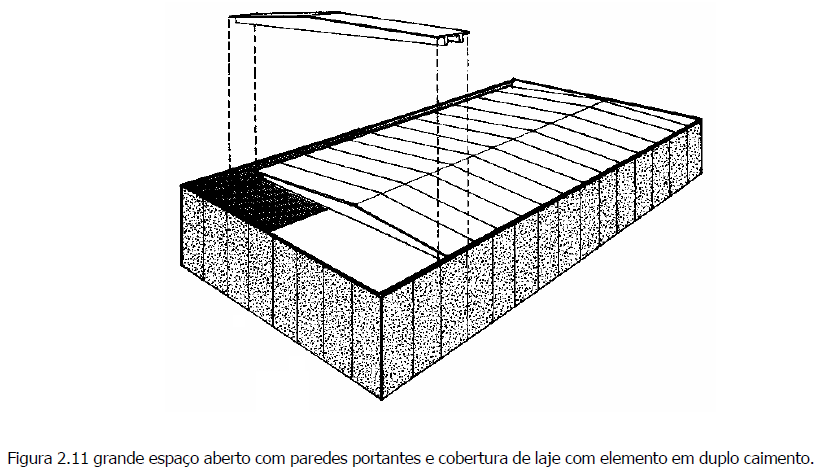 Figura 2.11 grande espaço aberto com paredes portantes e cobertura de laje com elemento em duplo caimento.